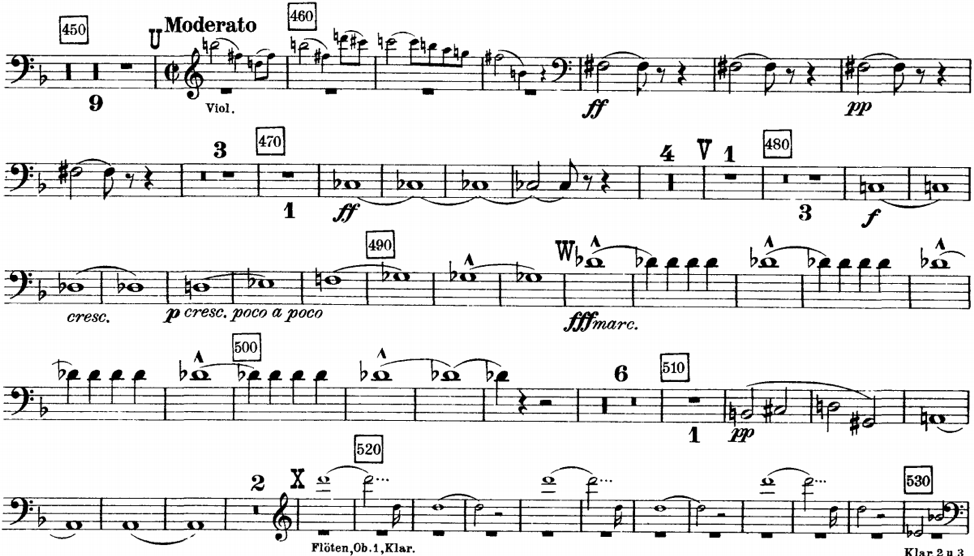 450 U Moderato 460
9 Viol. ff pp
3 470 4 V 1 480
1 ff 3 f
490 W
cresc. p cresc. poco a poco fff marc.
500 6 510
1 pp
2 X 520 530
Flöten, Ob. 1, Klar. Klar. 2 u 3